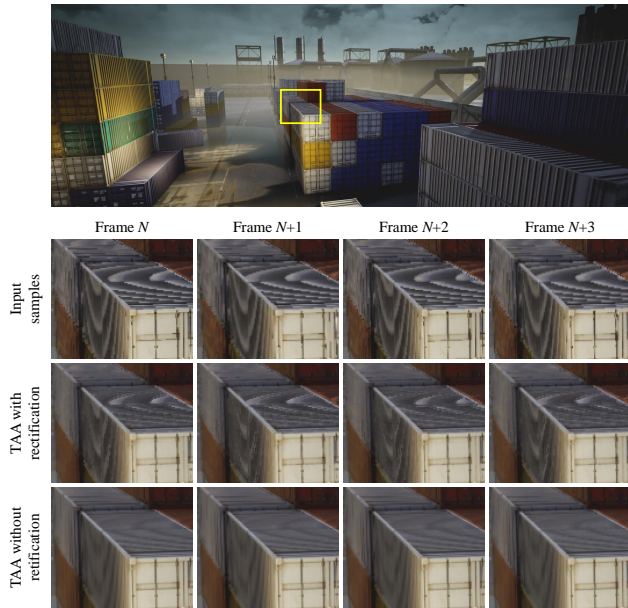 Frame N
Frame N+1
Frame N+2
Frame N+3
Input
samples
TAA with
rectification
TAA without
retification